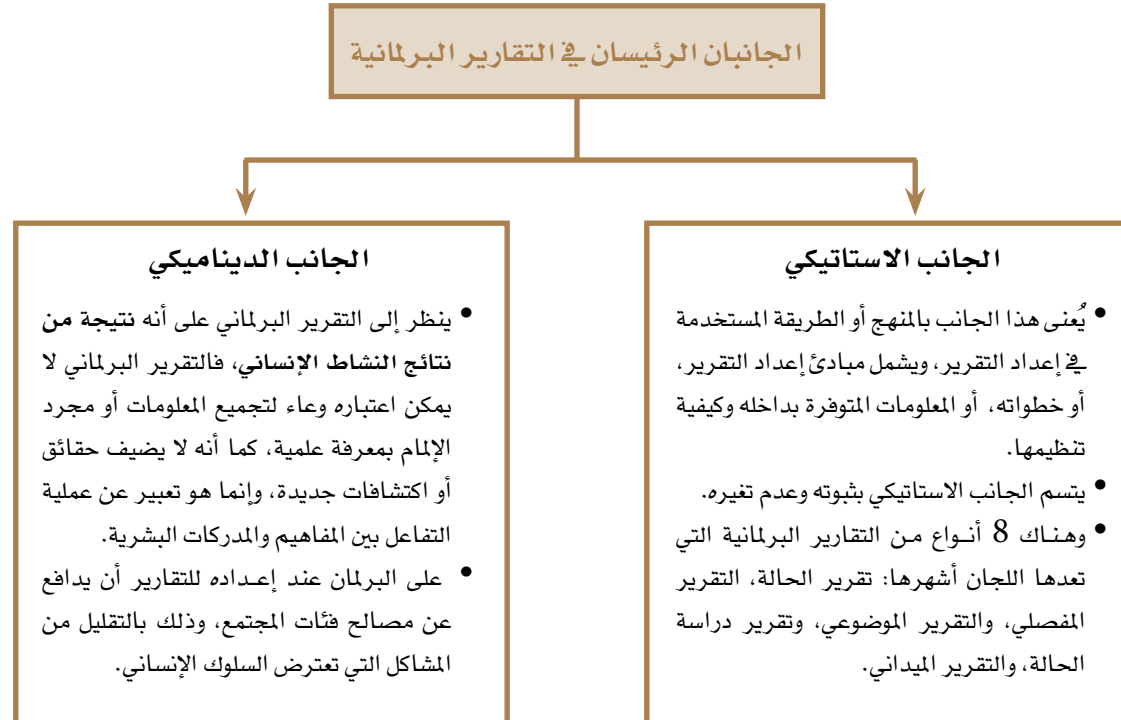 الجانبان الرئيسان في التقارير البرلمانية
الجانب الاستاتيكي
• يُعنى هذا الجانب بالمنهج أو الطريقة المستخدمة
في إعداد التقرير، ويشمل مبادئ إعداد التقرير،
أو خطواته، أو المعلومات المتوفرة بداخله وكيفية
تنظيمها.
• يتسم الجانب الاستاتيكي بثبوته وعدم تغيره.
• وهناك 8 أنواع من التقارير البرلمانية التي
تعدها اللجان أشهرها: تقرير الحالة، التقرير
المفصلي، والتقرير الموضوعي، وتقرير دراسة
الحالة، والتقرير الميداني.
الجانب الديناميكي
• ينظر إلى التقرير البرلماني على أنه نتيجة من
نتائج النشاط الإنساني، فالتقرير البرلماني لا
يمكن اعتباره وعاء لتجميع المعلومات أو مجرد
الإلمام بمعرفة علمية، كما أنه لا يضيف حقائق
أو اكتشافات جديدة، وإنما هو تعبير عن عملية
التفاعل بين المفاهيم والمدركات البشرية.
• على البرلمان عند إعداده للتقارير أن يدافع
عن مصالح فئات المجتمع، وذلك بالتقليل من
المشاكل التي تعترض السلوك الإنساني.